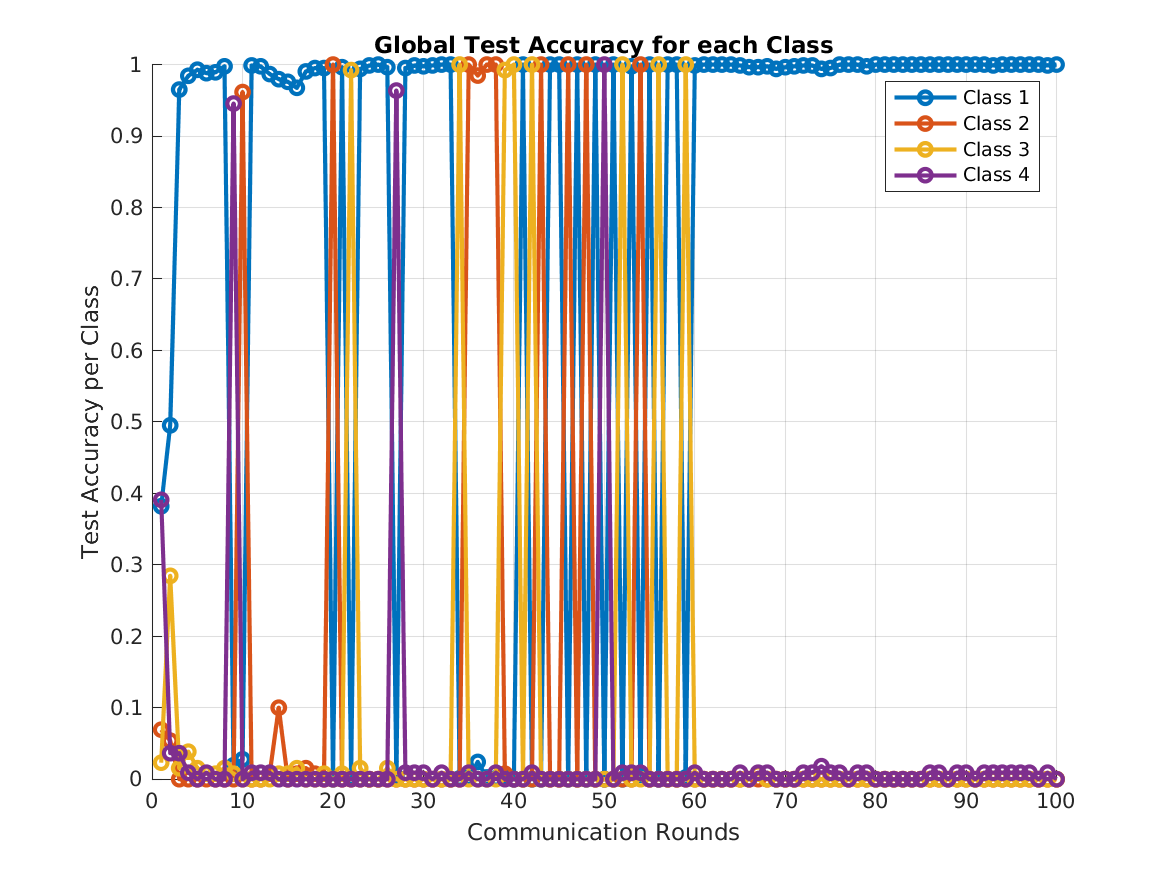 Global Test Accuracy for each Class
Test Accuracy per Class
1
0.9
0.8
0.7
0.6
0.5
0.4
0.3
0.2
0.1
0
Class 1
Class 2
Class 3
Class 4
0 10 20 30 40 50 60 70 80 90 100
Communication Rounds